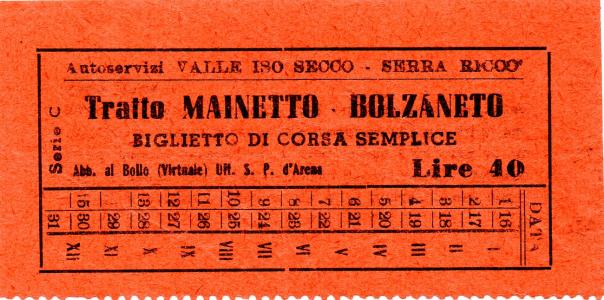 Autoservizi VALLE ISO SECCO - SERRA RICCO'
Serie C
Tratto MAINETTO - BOLZANETO
BIGLIETTO DI CORSA SEMPLICE
Abb. al Bollo (Virtuale) Uff. S. P. d'Arena
Lire 40
31 15 30 29 13 28 12 27 11 26 10 25 9 24 8 23 7 22 6 21 5 20 4 19 3 18 2 17 1 16
XII XI X IX VIII VII VI V IV III II I